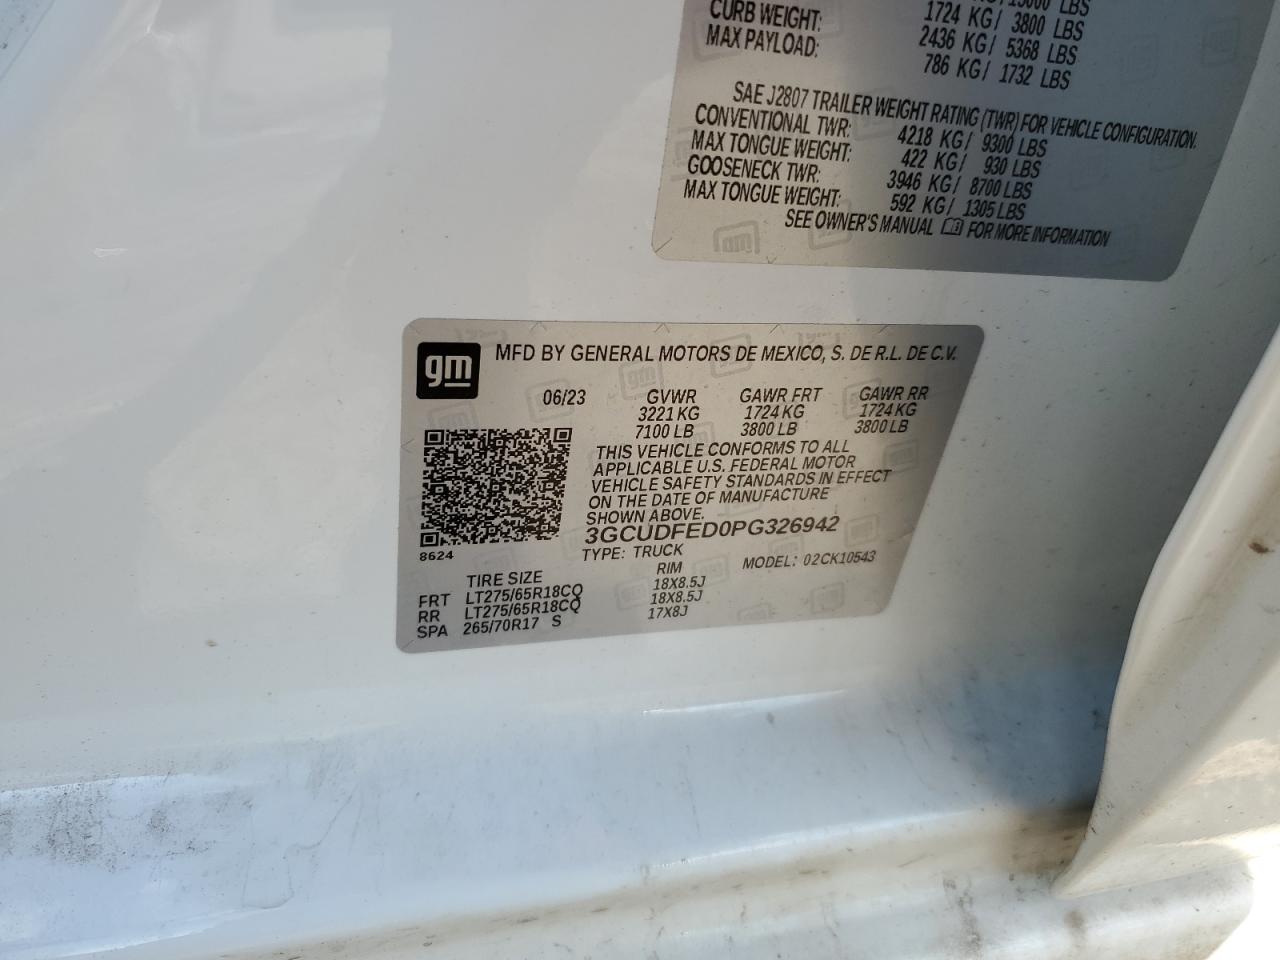 15000 LBS
CURB WEIGHT: 1724 KG/ 3800 LBS
MAX PAYLOAD: 2436 KG/ 5368 LBS
786 KG/ 1732 LBS
SAE J2807 TRAILER WEIGHT RATING (TWR) FOR VEHICLE CONFIGURATION.
CONVENTIONAL TWR: 4218 KG/ 9300 LBS
MAX TONGUE WEIGHT: 422 KG/ 930 LBS
GOOSENECK TWR: 3946 KG/ 8700 LBS
MAX TONGUE WEIGHT: 592 KG/ 1305 LBS
SEE OWNER'S MANUAL FOR MORE INFORMATION
gm
MFD BY GENERAL MOTORS DE MEXICO, S. DE R.L. DE C.V.
06/23 GVWR GAWR FRT GAWR RR
3221 KG 1724 KG 1724 KG
7100 LB 3800 LB 3800 LB
THIS VEHICLE CONFORMS TO ALL
APPLICABLE U.S. FEDERAL MOTOR
VEHICLE SAFETY STANDARDS IN EFFECT
ON THE DATE OF MANUFACTURE
SHOWN ABOVE.
3GCUDFED0PG326942
8624
TYPE: TRUCK MODEL: 02CK10543
TIRE SIZE RIM
FRT LT275/65R18CQ 18X8.5J
RR LT275/65R18CQ 18X8.5J
SPA 265/70R17 S 17X8J